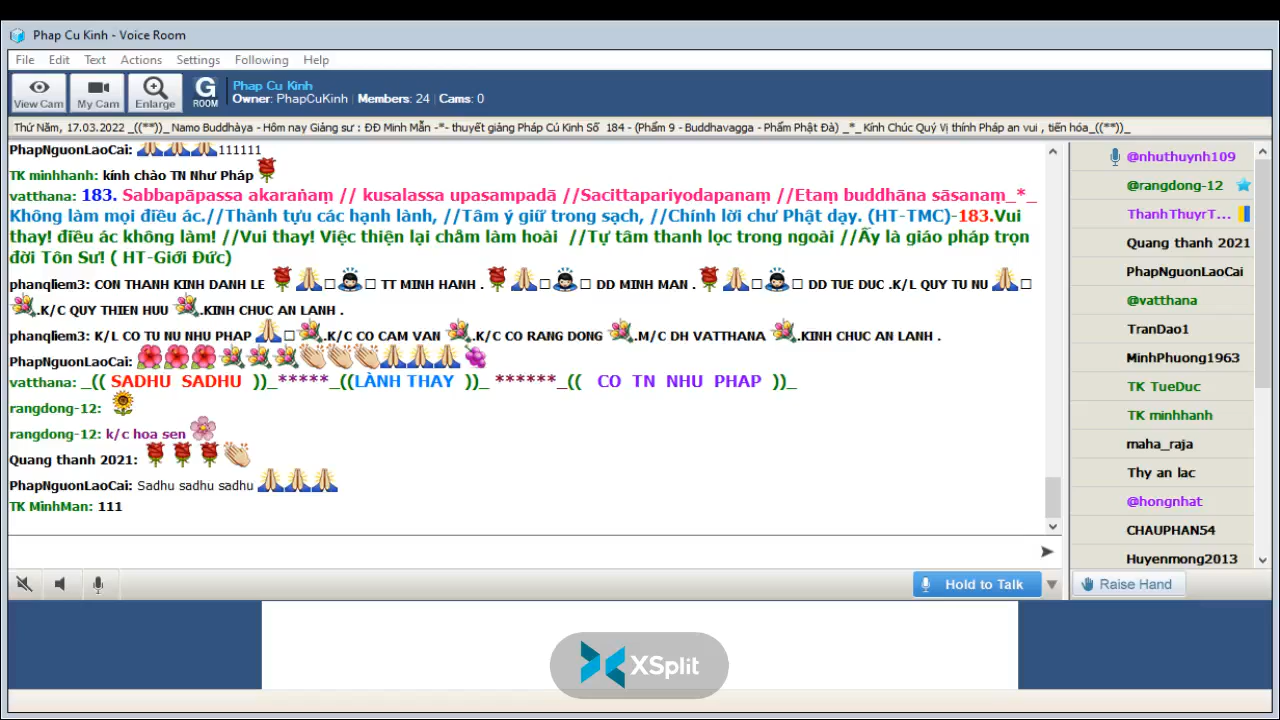 Phap Cu Kinh - Voice Room
File Edit Text Actions Settings Following Help
View Cam My Cam Enlarge G ROOM
Phap Cu Kinh
Owner: PhapCuKinh | Members: 24 | Cams: 0
Thứ Năm, 17.03.2022 _((**))_ Namo Buddhàya - Hôm nay Giảng sư : ĐĐ Minh Mẫn -*- thuyết giảng Pháp Cú Kinh Số 184 - (Phẩm 9 - Buddhavagga - Phẩm Phật Đà) _*_ Kính Chúc Quý Vị thính Pháp an vui , tiến hóa_((**))_
PhapNguonLaoCai: 111111
TK minhhanh: kính chào TN Như Pháp
vatthana: 183. Sabbapāpassa akaraṇaṃ // kusalassa upasampadā //Sacittapariyodapanaṃ //Etaṃ buddhāna sāsanaṃ_*_
Không làm mọi điều ác.//Thành tựu các hạnh lành, //Tâm ý giữ trong sạch, //Chính lời chư Phật dạy. (HT-TMC)-183.Vui
thay! điều ác không làm! //Vui thay! Việc thiện lại chăm làm hoài //Tự tâm thanh lọc trong ngoài //Ấy là giáo pháp trọn
đời Tôn Sư! ( HT-Giới Đức)
phanqliem3: CON THANH KINH DANH LE TT MINH HANH . DD MINH MAN . DD TUE DUC .K/L QUY TU NU
.K/C QUY THIEN HUU .KINH CHUC AN LANH .
phanqliem3: K/L CO TU NU NHU PHAP .K/C CO CAM VAN .K/C CO RANG DONG .M/C DH VATTHANA .KINH CHUC AN LANH .
PhapNguonLaoCai:
vatthana: _(( SADHU SADHU ))_*****_((LÀNH THAY ))_ ******_(( CO TN NHU PHAP ))_
rangdong-12:
rangdong-12: k/c hoa sen
Quang thanh 2021:
PhapNguonLaoCai: Sadhu sadhu sadhu
TK MinhMan: 111
@nhuthuynh109
@rangdong-12
ThanhThuyrT...
Quang thanh 2021
PhapNguonLaoCai
@vatthana
TranDao1
MinhPhuong1963
TK TueDuc
TK minhhanh
maha_raja
Thy an lac
@hongnhat
CHAUPHAN54
Huyenmong2013
Hold to Talk
Raise Hand
XSplit